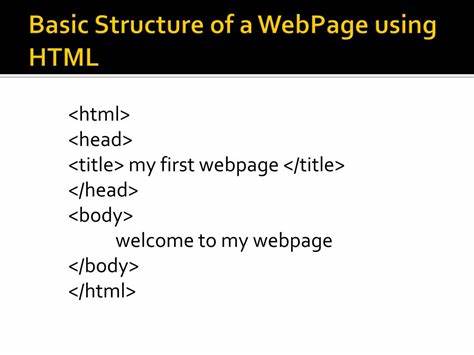 Basic Structure of a WebPage using
HTML
<html>
<head>
<title> my first webpage </title>
</head>
<body>
welcome to my webpage
</body>
</html>